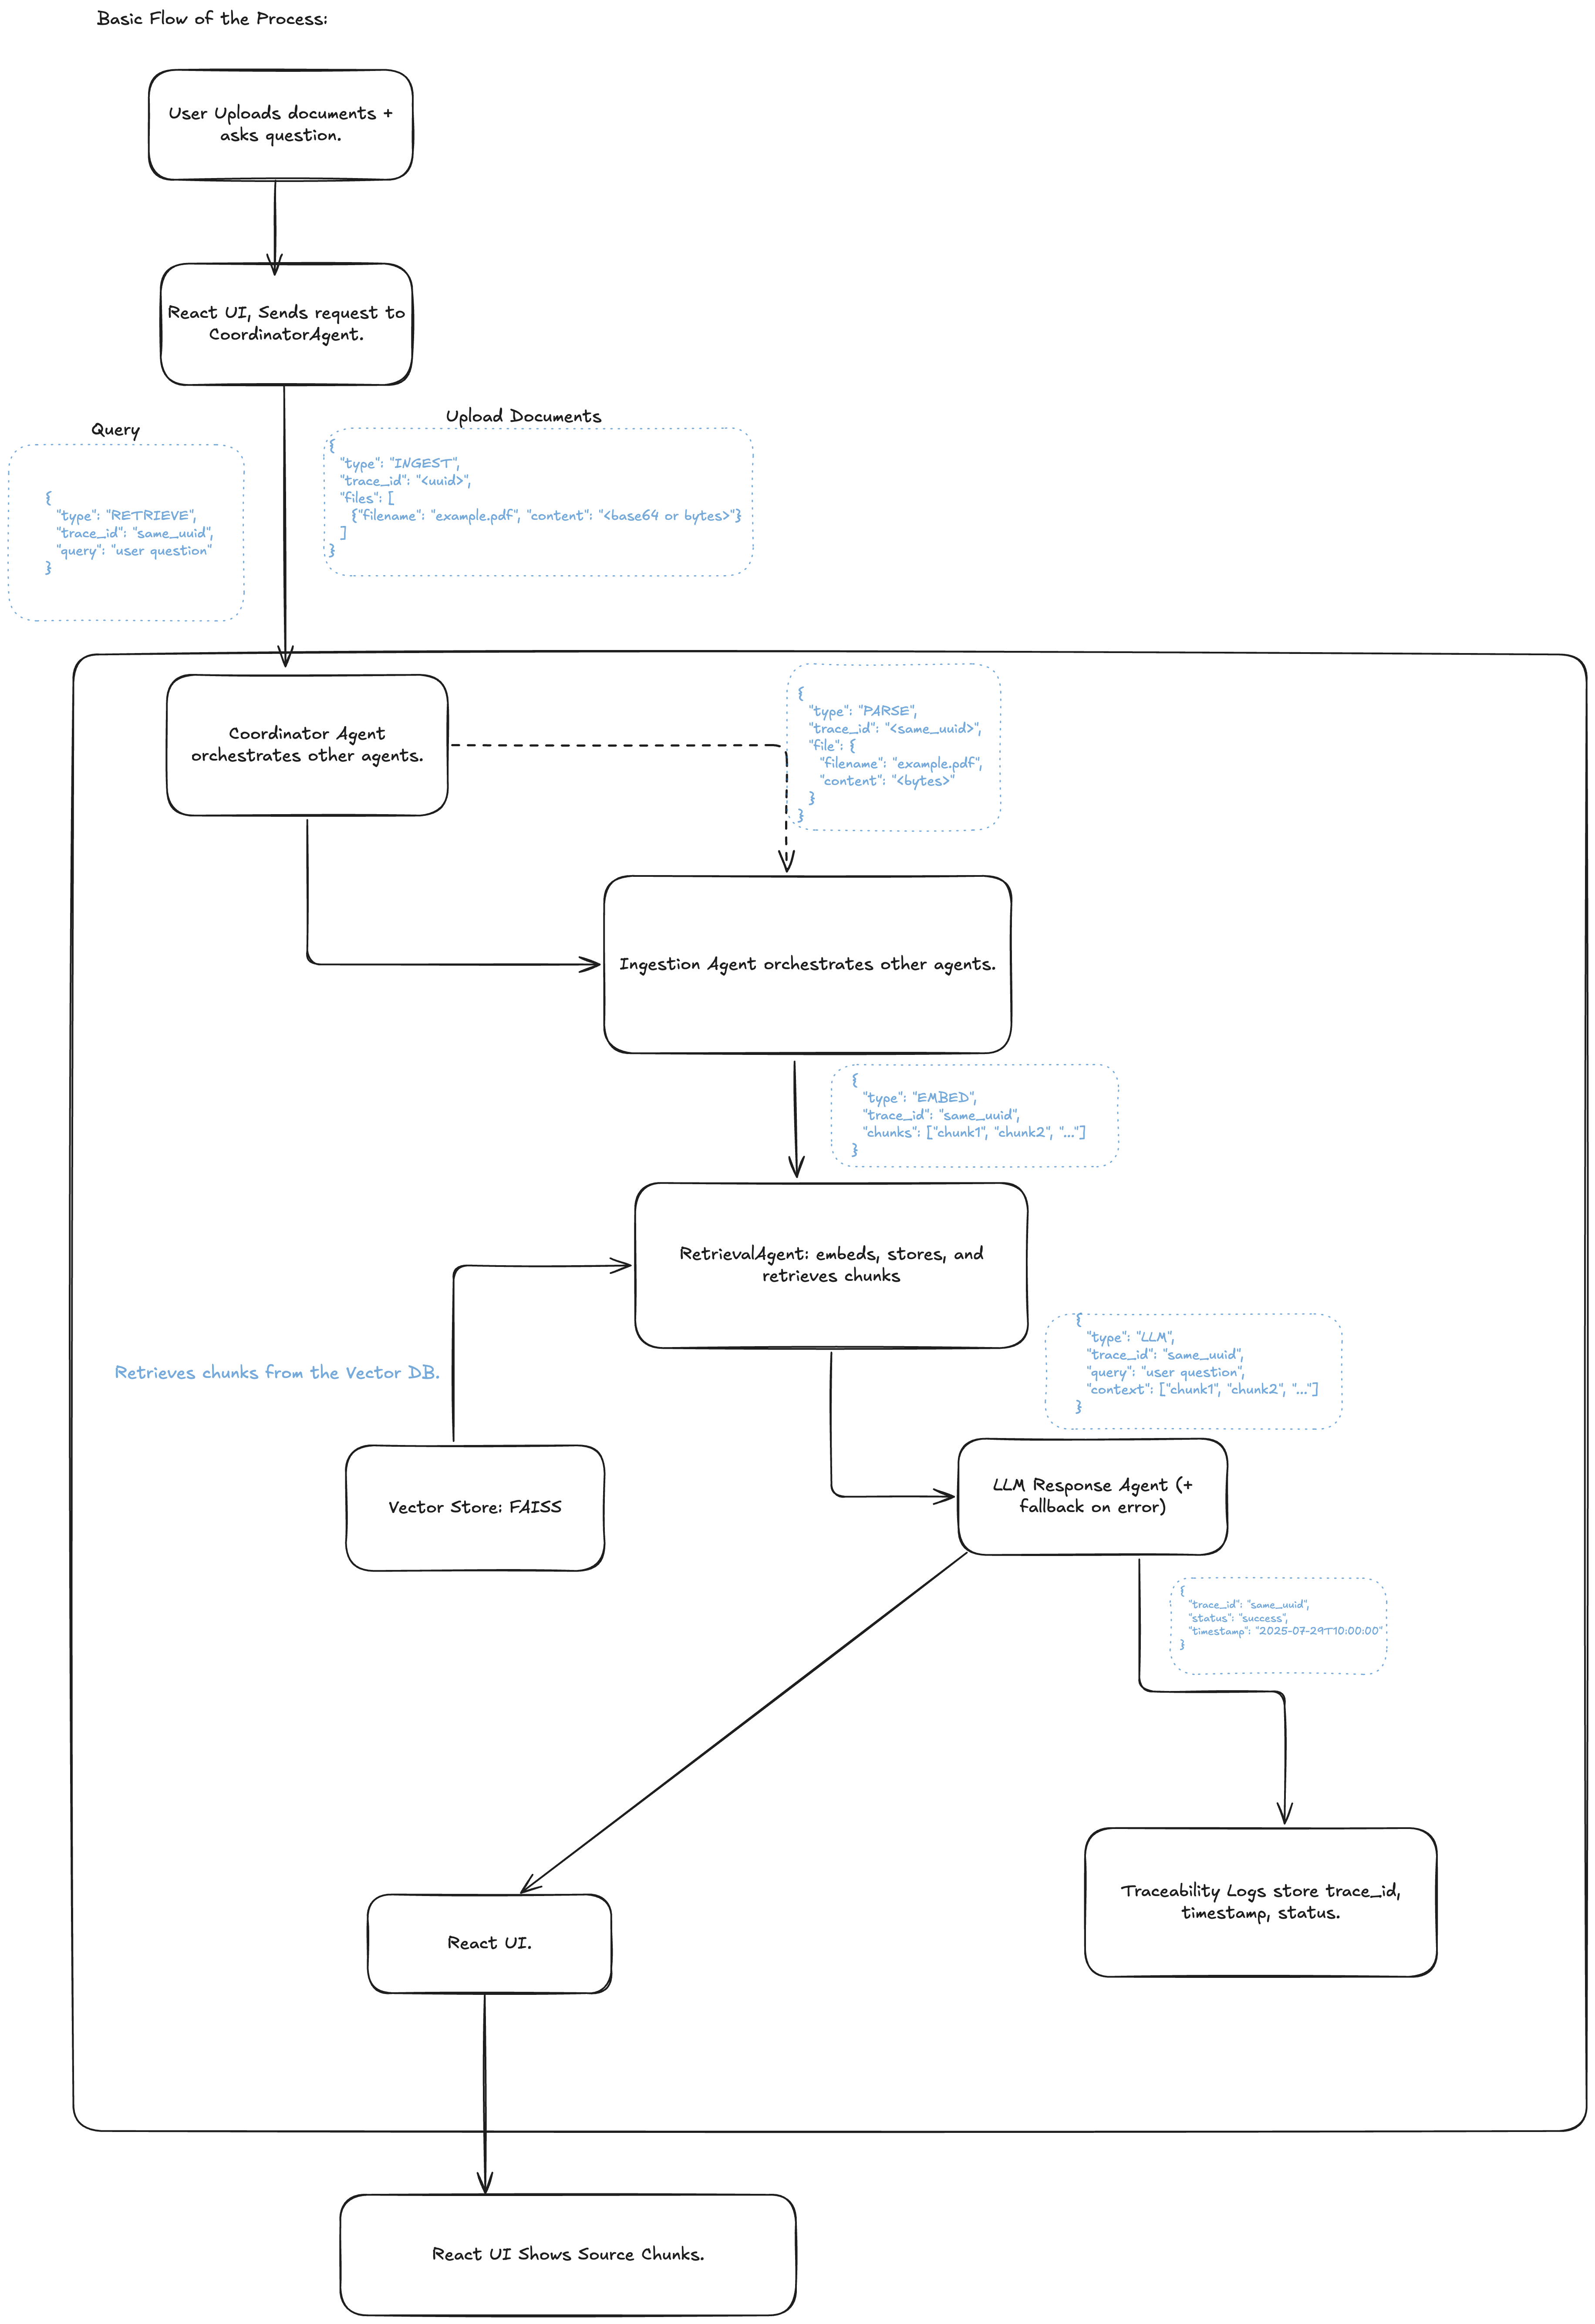 Basic Flow of the Process:
User Uploads documents +
asks question.
React UI, Sends request to
CoordinatorAgent.
Query
{
"type": "RETRIEVE",
"trace_id": "same_uuid",
"query": "user question"
}
Upload Documents
{
"type": "INGEST",
"trace_id": "<uuid>",
"files": [
{"filename": "example.pdf", "content": "<base64 or bytes>"}
]
}
Coordinator Agent
orchestrates other agents.
{
"type": "PARSE",
"trace_id": "<same_uuid>",
"file": {
"filename": "example.pdf",
"content": "<bytes>"
}
}
Ingestion Agent orchestrates other agents.
{
"type": "EMBED",
"trace_id": "same_uuid",
"chunks": ["chunk1", "chunk2", "..."]
}
RetrievalAgent: embeds, stores, and
retrieves chunks
Retrieves chunks from the Vector DB.
{
"type": "LLM",
"trace_id": "same_uuid",
"query": "user question",
"context": ["chunk1", "chunk2", "..."]
}
Vector Store: FAISS
LLM Response Agent (+
fallback on error)
{
"trace_id": "same_uuid",
"status": "success",
"timestamp": "2025-07-29T10:00:00"
}
Traceability Logs store trace_id,
timestamp, status.
React UI.
React UI Shows Source Chunks.